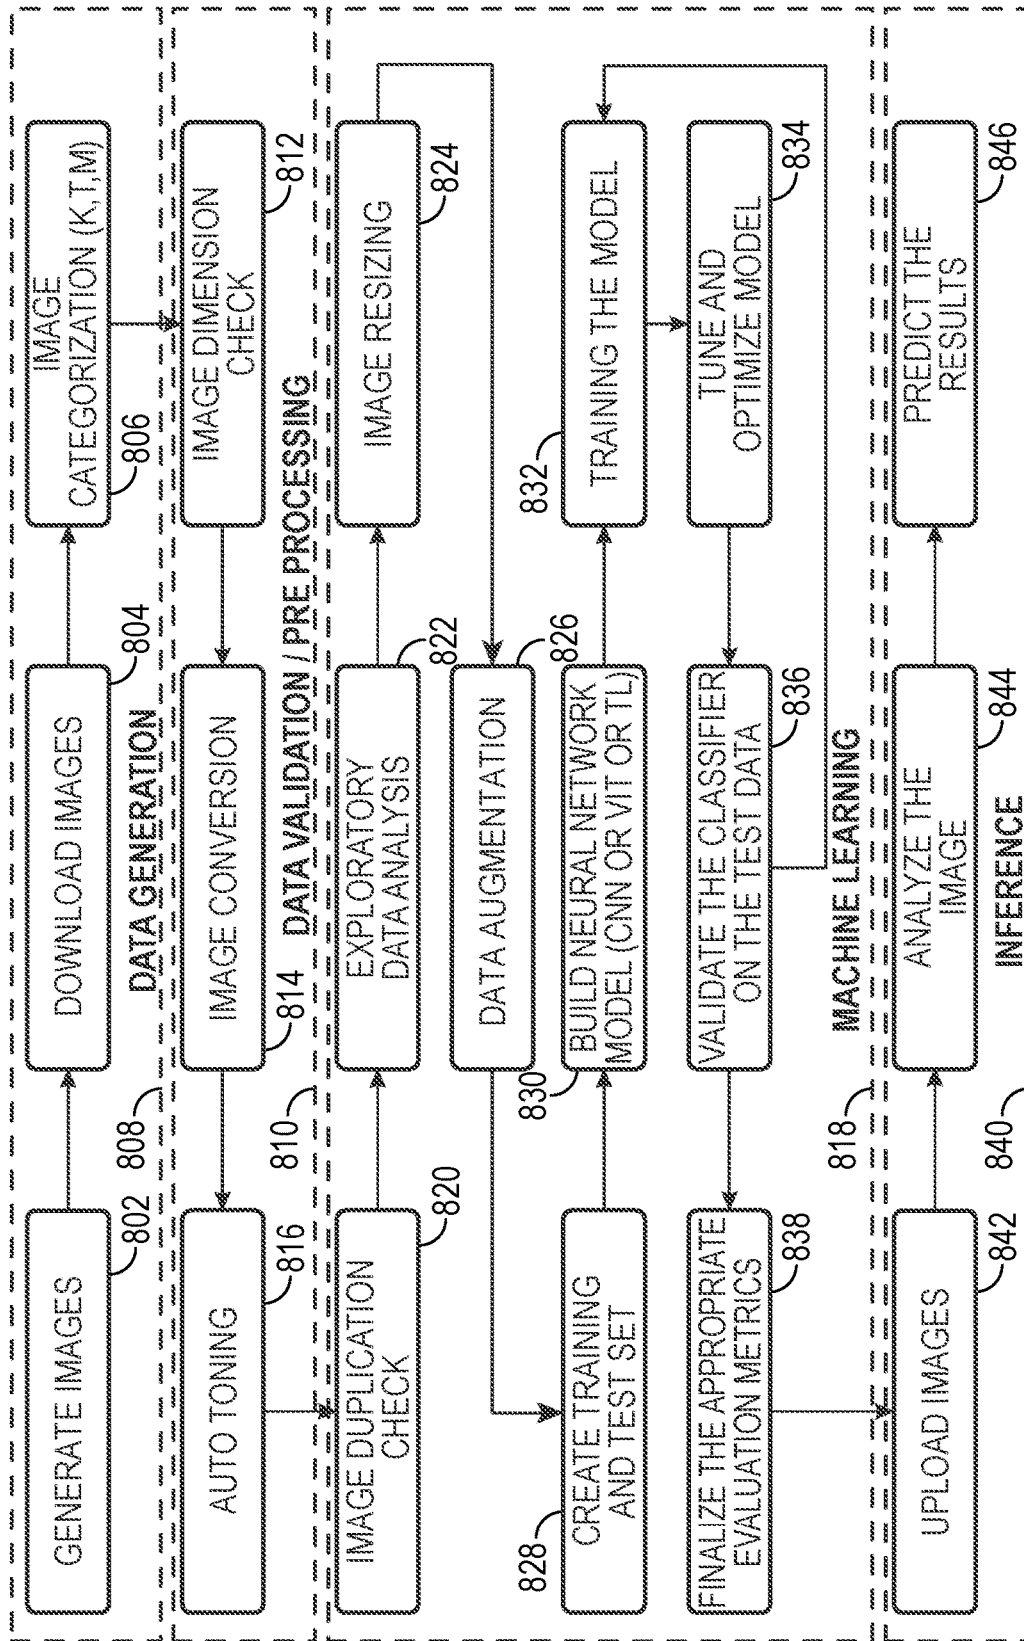 GENERATE IMAGES
802
DOWNLOAD IMAGES
804
IMAGE
CATEGORIZATION (K,T,M)
806
808
DATA GENERATION
IMAGE DIMENSION
CHECK
812
IMAGE CONVERSION
814
AUTO TONING
816
810
DATA VALIDATION / PRE PROCESSING
IMAGE DUPLICATION
CHECK
820
EXPLORATORY
DATA ANALYSIS
822
IMAGE RESIZING
824
DATA AUGMENTATION
826
CREATE TRAINING
AND TEST SET
828
BUILD NEURAL NETWORK
MODEL (CNN OR VIT OR TL)
830
TRAINING THE MODEL
832
TUNE AND
OPTIMIZE MODEL
834
VALIDATE THE CLASSIFIER
ON THE TEST DATA
836
FINALIZE THE APPROPRIATE
EVALUATION METRICS
838
818
MACHINE LEARNING
UPLOAD IMAGES
842
ANALYZE THE
IMAGE
844
PREDICT THE
RESULTS
846
840
INFERENCE